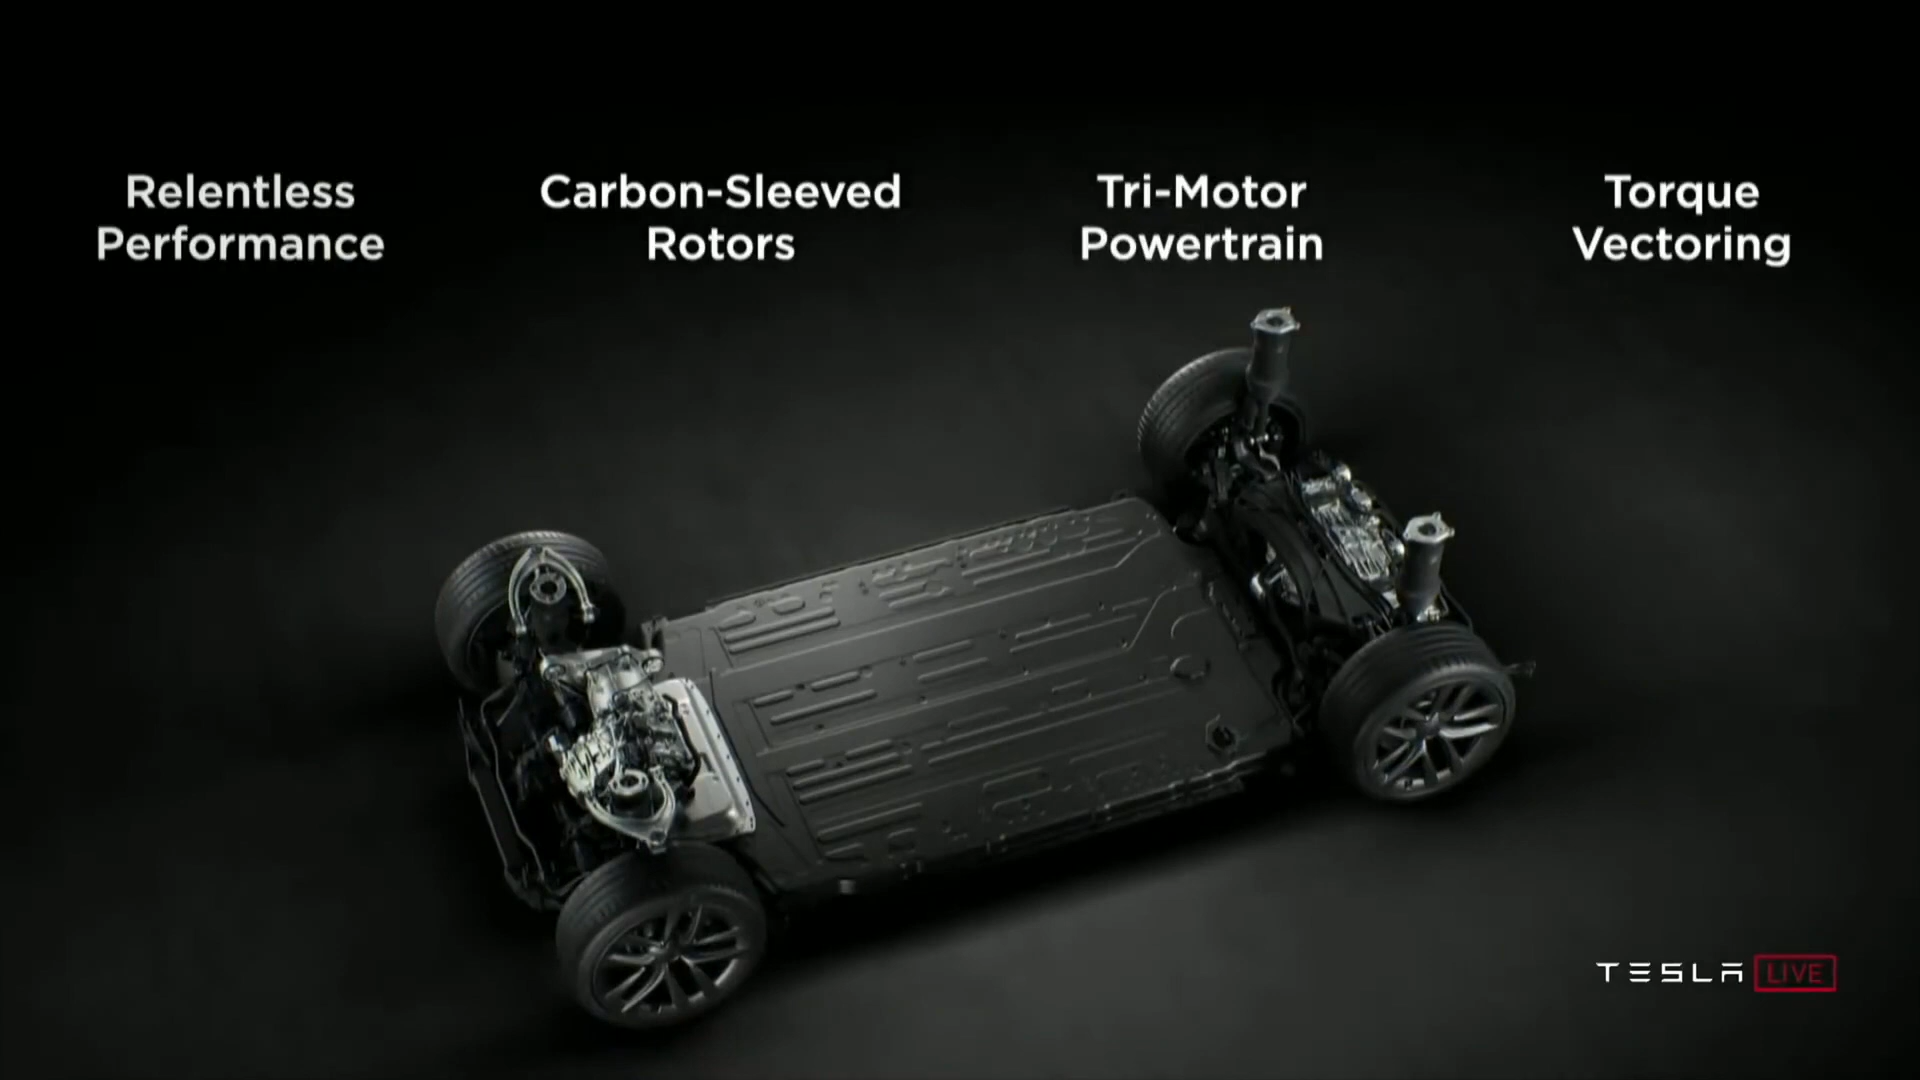 Relentless
Performance
Carbon-Sleeved
Rotors
Tri-Motor
Powertrain
Torque
Vectoring
TESLA LIVE